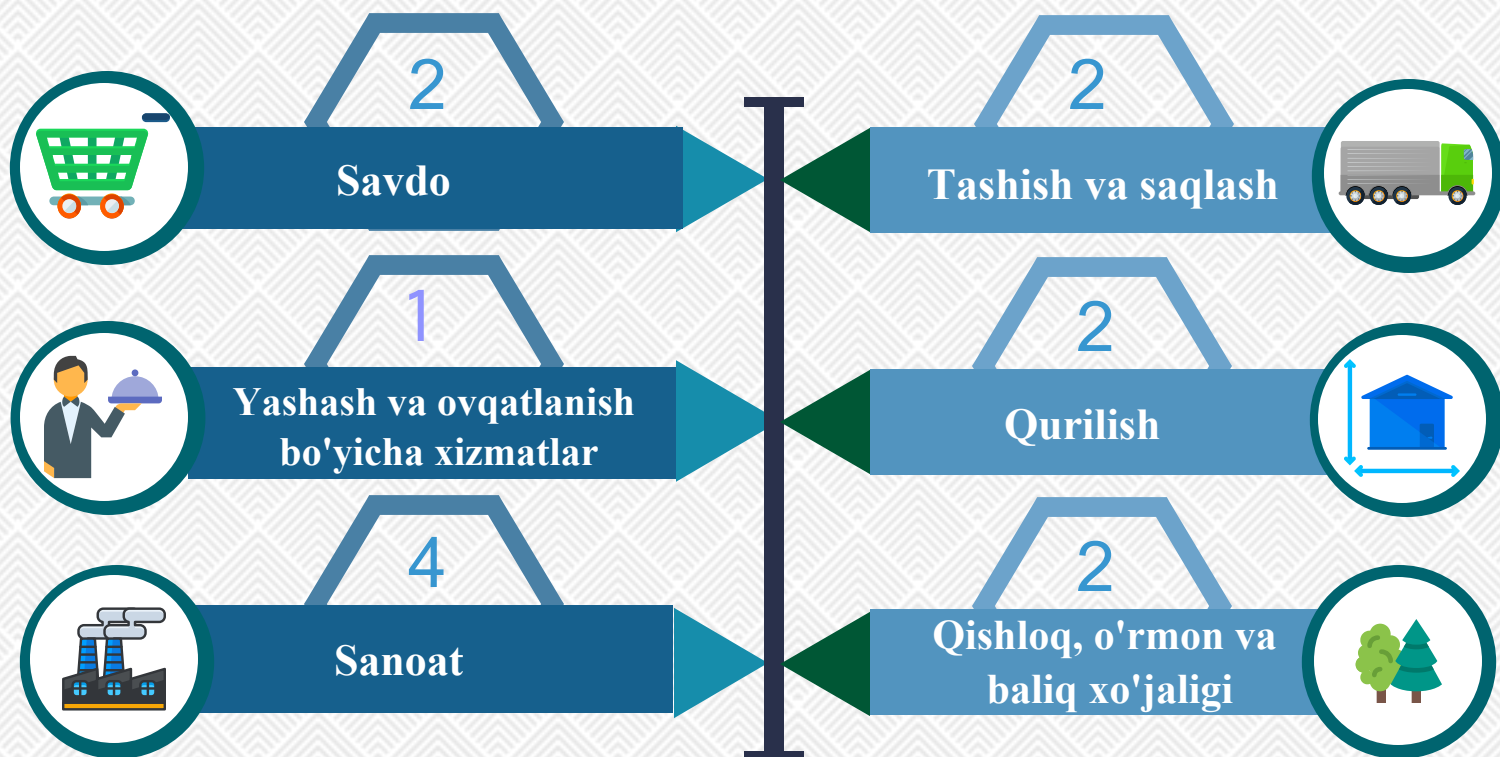 2
Savdo
1
Yashash va ovqatlanish
bo'yicha xizmatlar
4
Sanoat
2
Tashish va saqlash
2
Qurilish
2
Qishloq, o'rmon va
baliq xo'jaligi